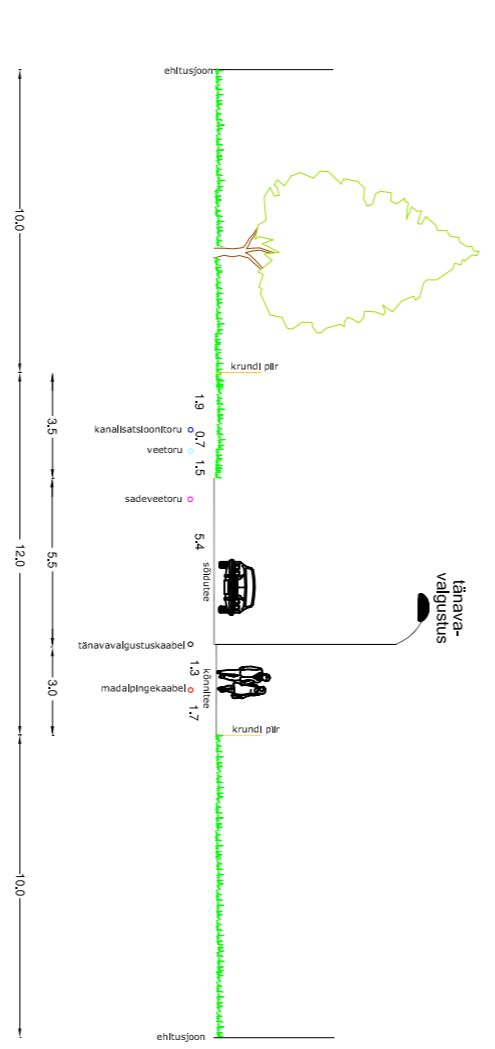 ehitusjoon
10.0
krundi piir
1.9
kanalisatsioonitoru
0.7
3.5
veetoru
1.5
sadeveetoru
5.4
12.0
5.5
sõidutee
tänava-
valgustus
tänavavalgustuskaabel
1.3
kõnnitee
3.0
madalpingekaabel
1.7
krundi piir
10.0
ehitusjoon